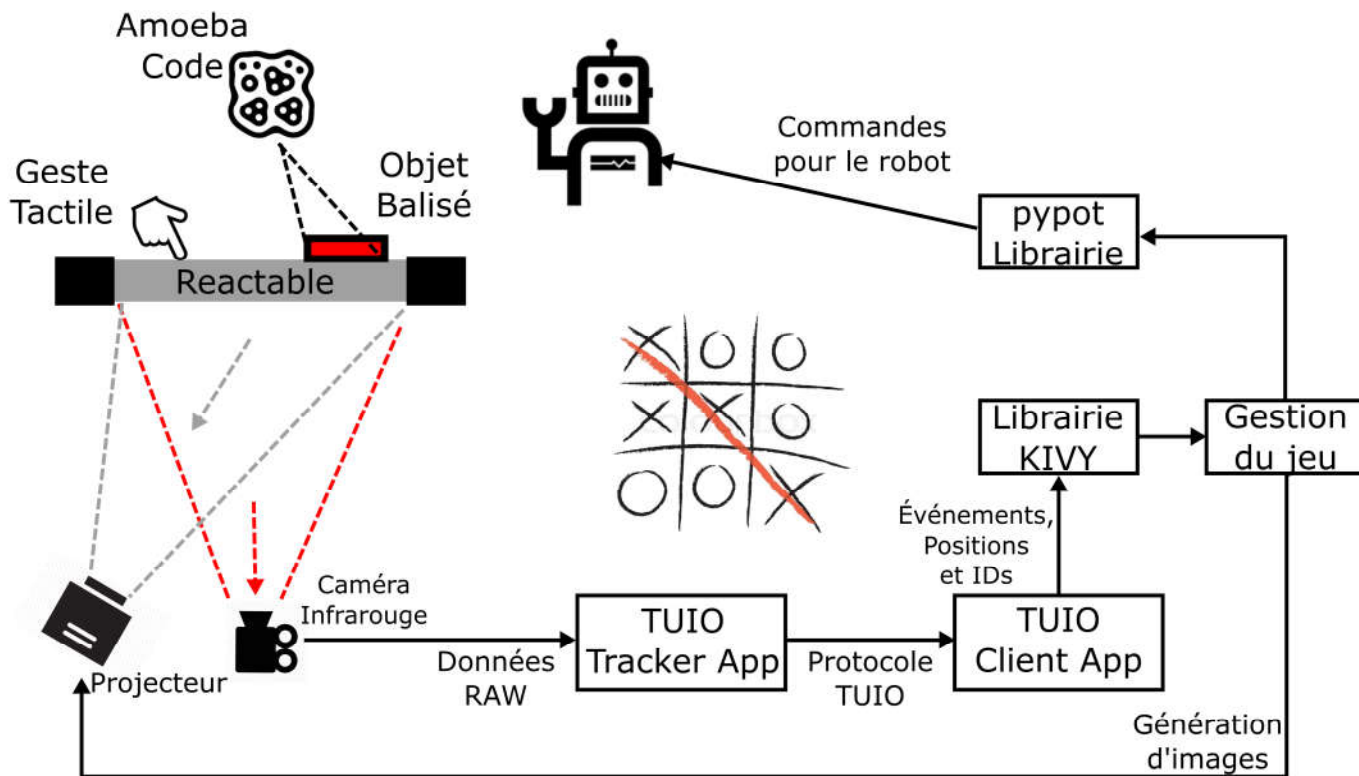 Amoeba
Code
Geste
Tactile
Objet
Balisé
Reactable
Commandes
pour le robot
pypot
Librairie
Librairie
KIVY
Gestion
du jeu
Événements,
Positions
et IDs
Caméra
Infrarouge
Projecteur
Données
RAW
TUIO
Tracker App
Protocole
TUIO
TUIO
Client App
Génération
d'images